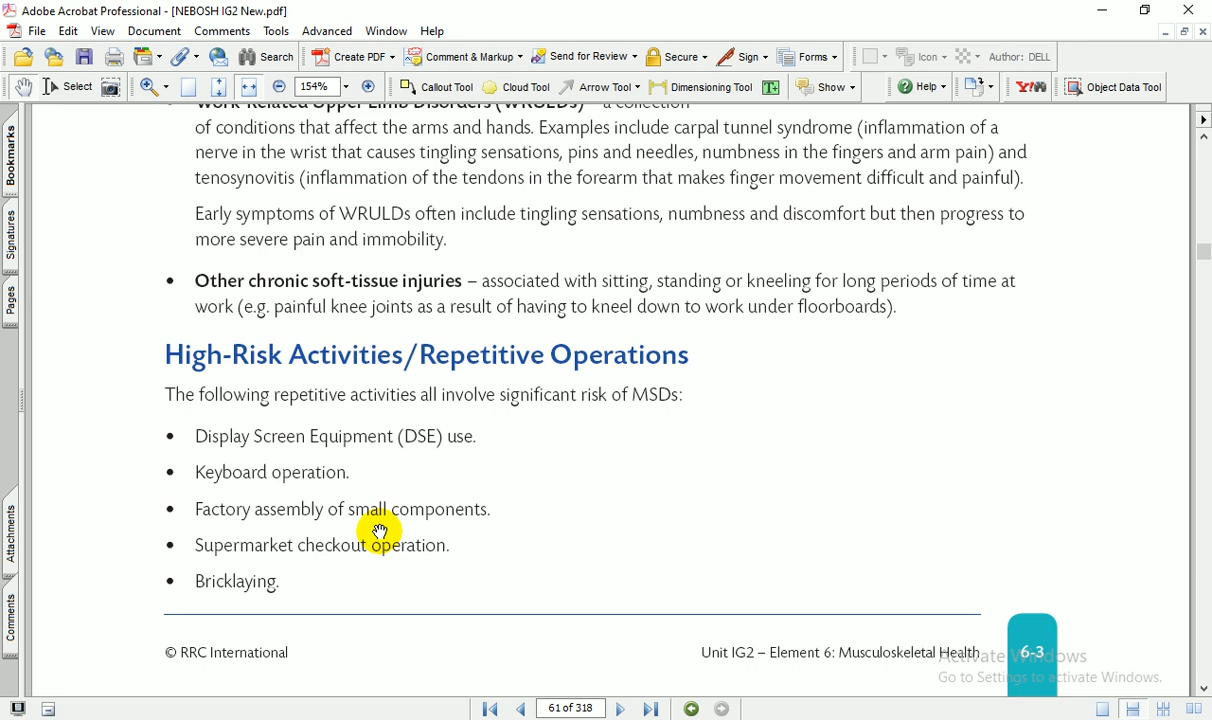 Adobe Acrobat Professional - [NEBOSH IG2 New.pdf]
File Edit View Document Comments Tools Advanced Window Help
Search Create PDF Comment & Markup Send for Review Secure Sign Forms Icon Author: DELL
Select 154% Callout Tool Cloud Tool Arrow Tool Dimensioning Tool Show Help Y! Object Data Tool
Bookmarks
Signatures
Pages
Attachments
Comments
Work-Related Upper Limb Disorders (WRULDs) – a collection
of conditions that affect the arms and hands. Examples include carpal tunnel syndrome (inflammation of a
nerve in the wrist that causes tingling sensations, pins and needles, numbness in the fingers and arm pain) and
tenosynovitis (inflammation of the tendons in the forearm that makes finger movement difficult and painful).
Early symptoms of WRULDs often include tingling sensations, numbness and discomfort but then progress to
more severe pain and immobility.
• Other chronic soft-tissue injuries – associated with sitting, standing or kneeling for long periods of time at
work (e.g. painful knee joints as a result of having to kneel down to work under floorboards).
High-Risk Activities/Repetitive Operations
The following repetitive activities all involve significant risk of MSDs:
• Display Screen Equipment (DSE) use.
• Keyboard operation.
• Factory assembly of small components.
• Supermarket checkout operation.
• Bricklaying.
© RRC International Unit IG2 – Element 6: Musculoskeletal Health 6-3
Activate Windows
Go to Settings to activate Windows.
61 of 318